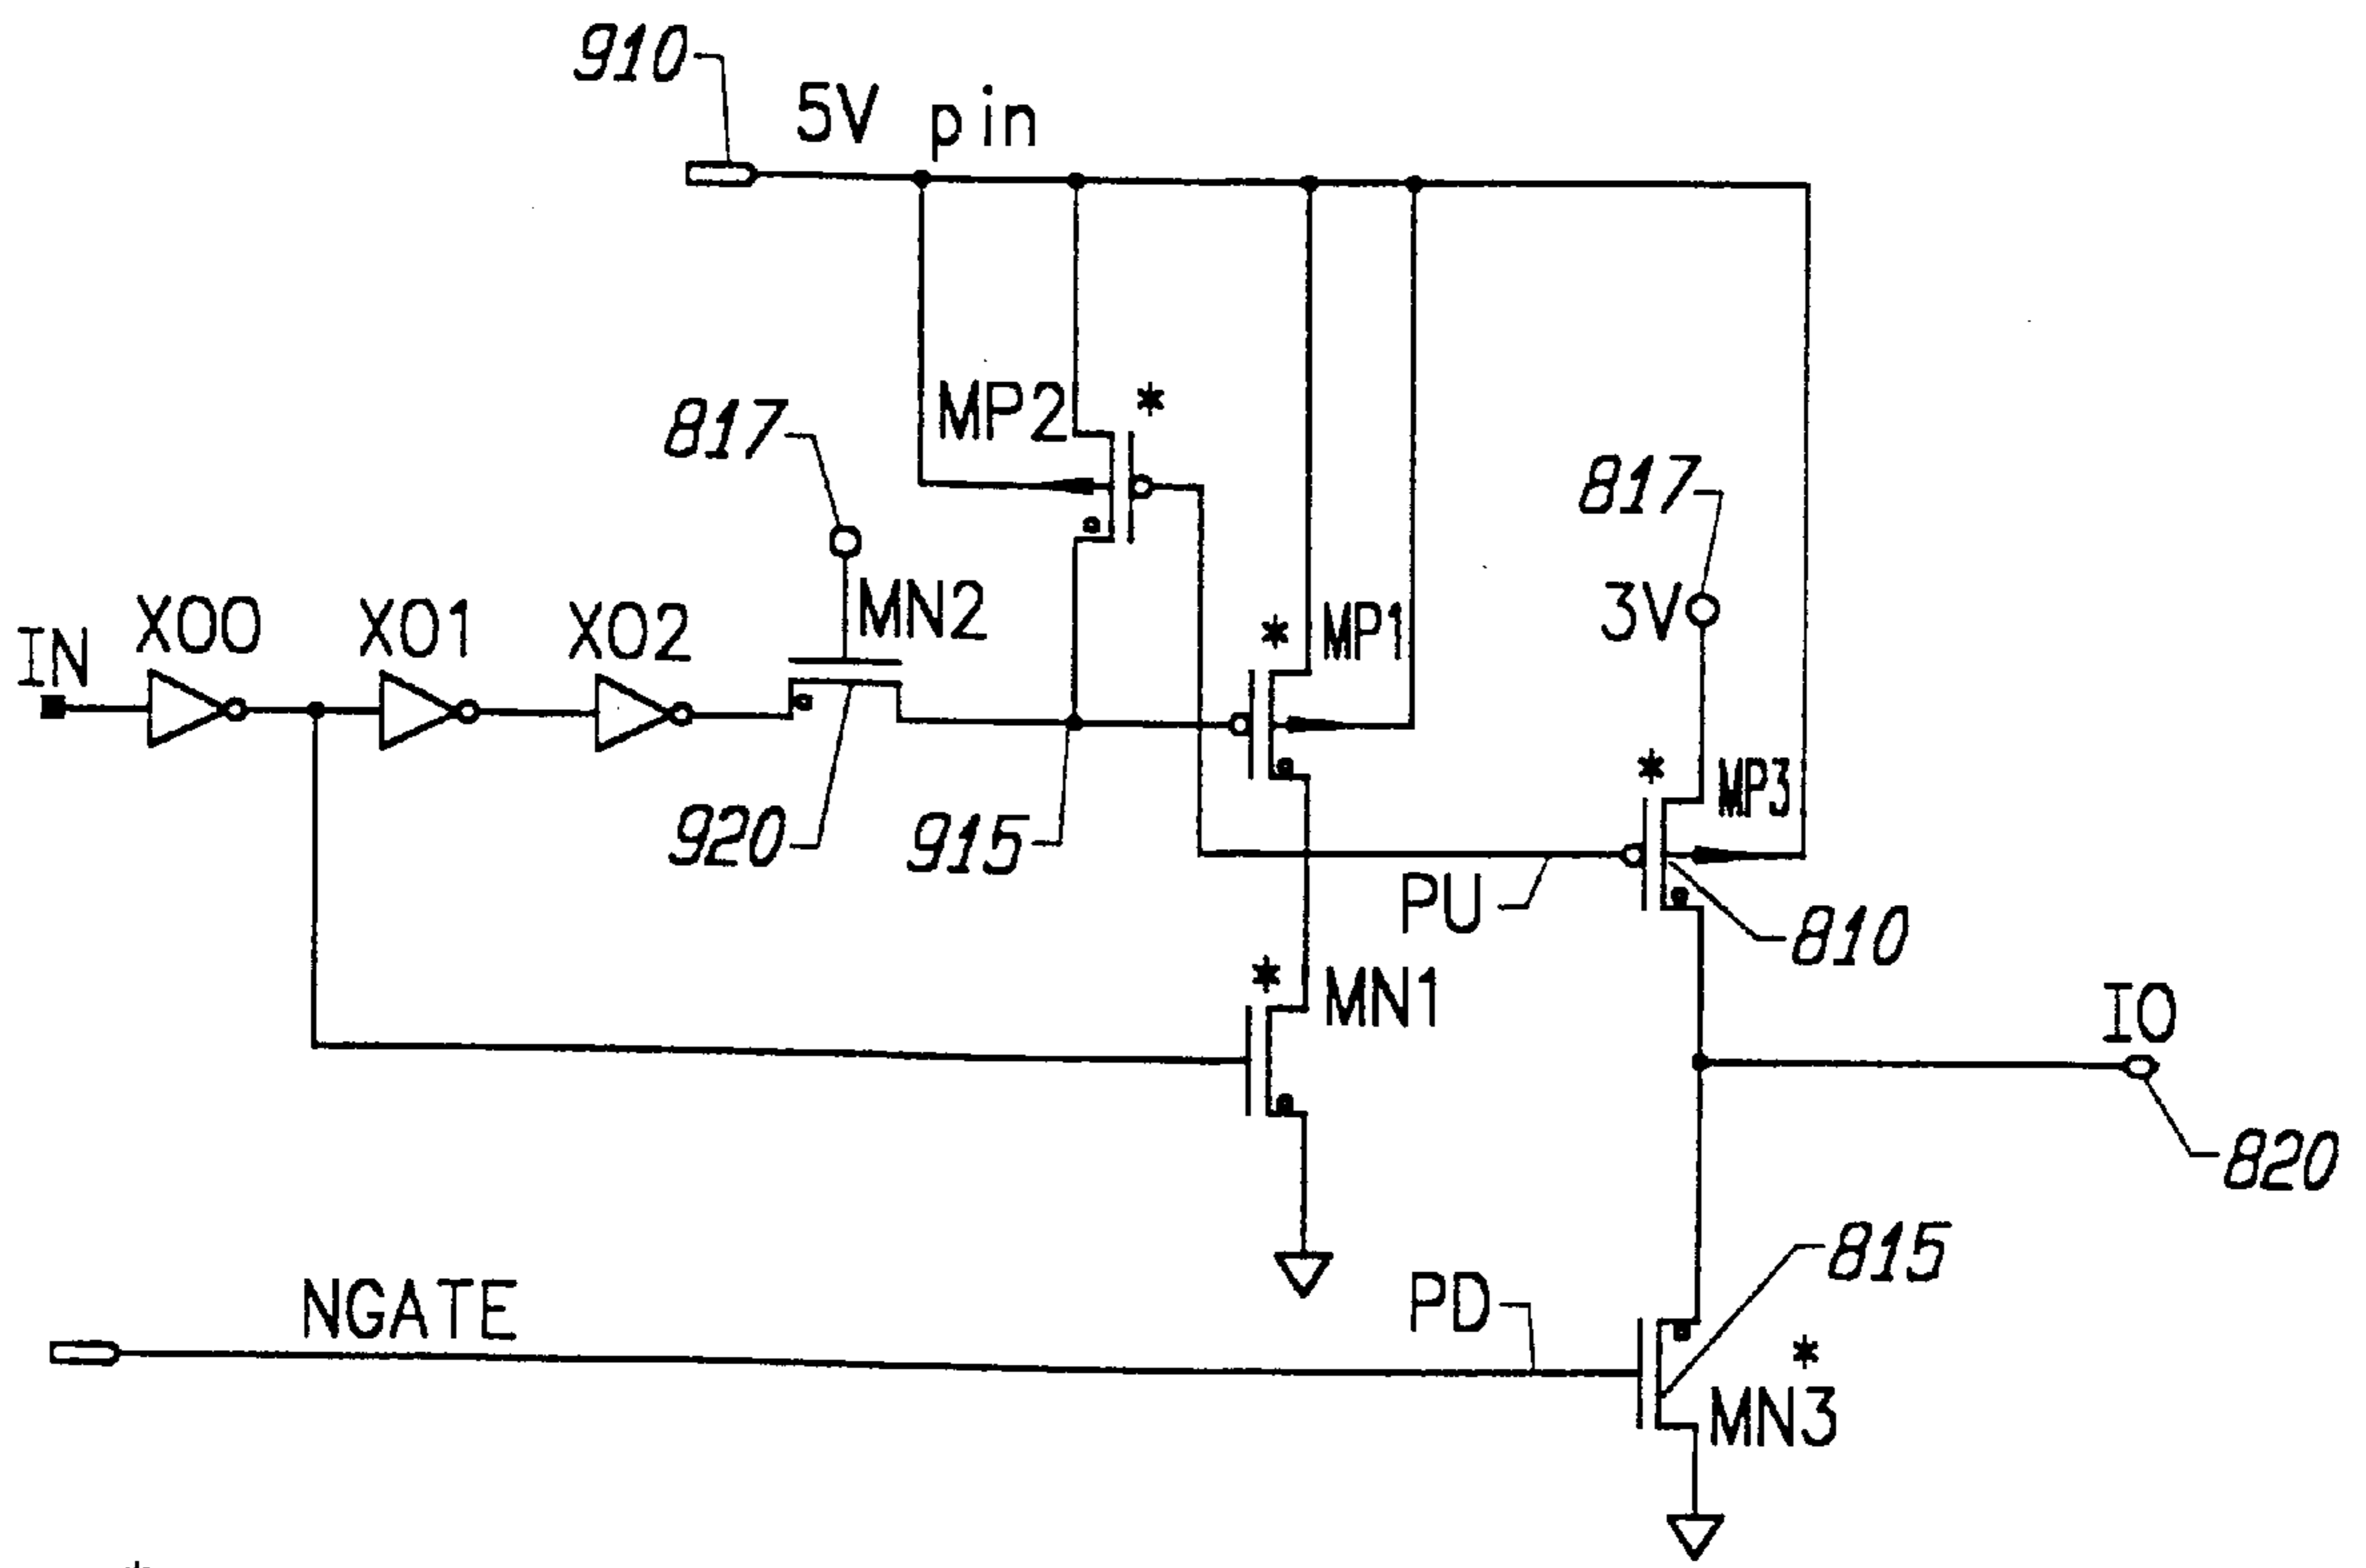 910
5V pin
MP2 *
817
817
3V
MN2
* MP1
IN
X00
X01
X02
* MP3
920
915
PU
810
* MN1
IO
820
815
NGATE
PD
*
MN3
*